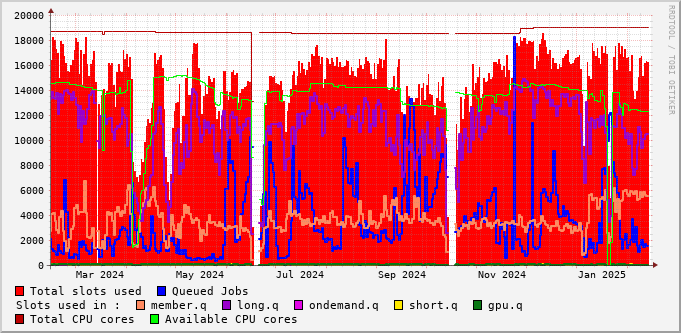 20000
18000
16000
14000
12000
10000
8000
6000
4000
2000
0
Mar 2024 May 2024 Jul 2024 Sep 2024 Nov 2024 Jan 2025
RRDTOOL / TOBI OETIKER
Total slots used Queued Jobs
Slots used in : member.q long.q ondemand.q short.q gpu.q
Total CPU cores Available CPU cores